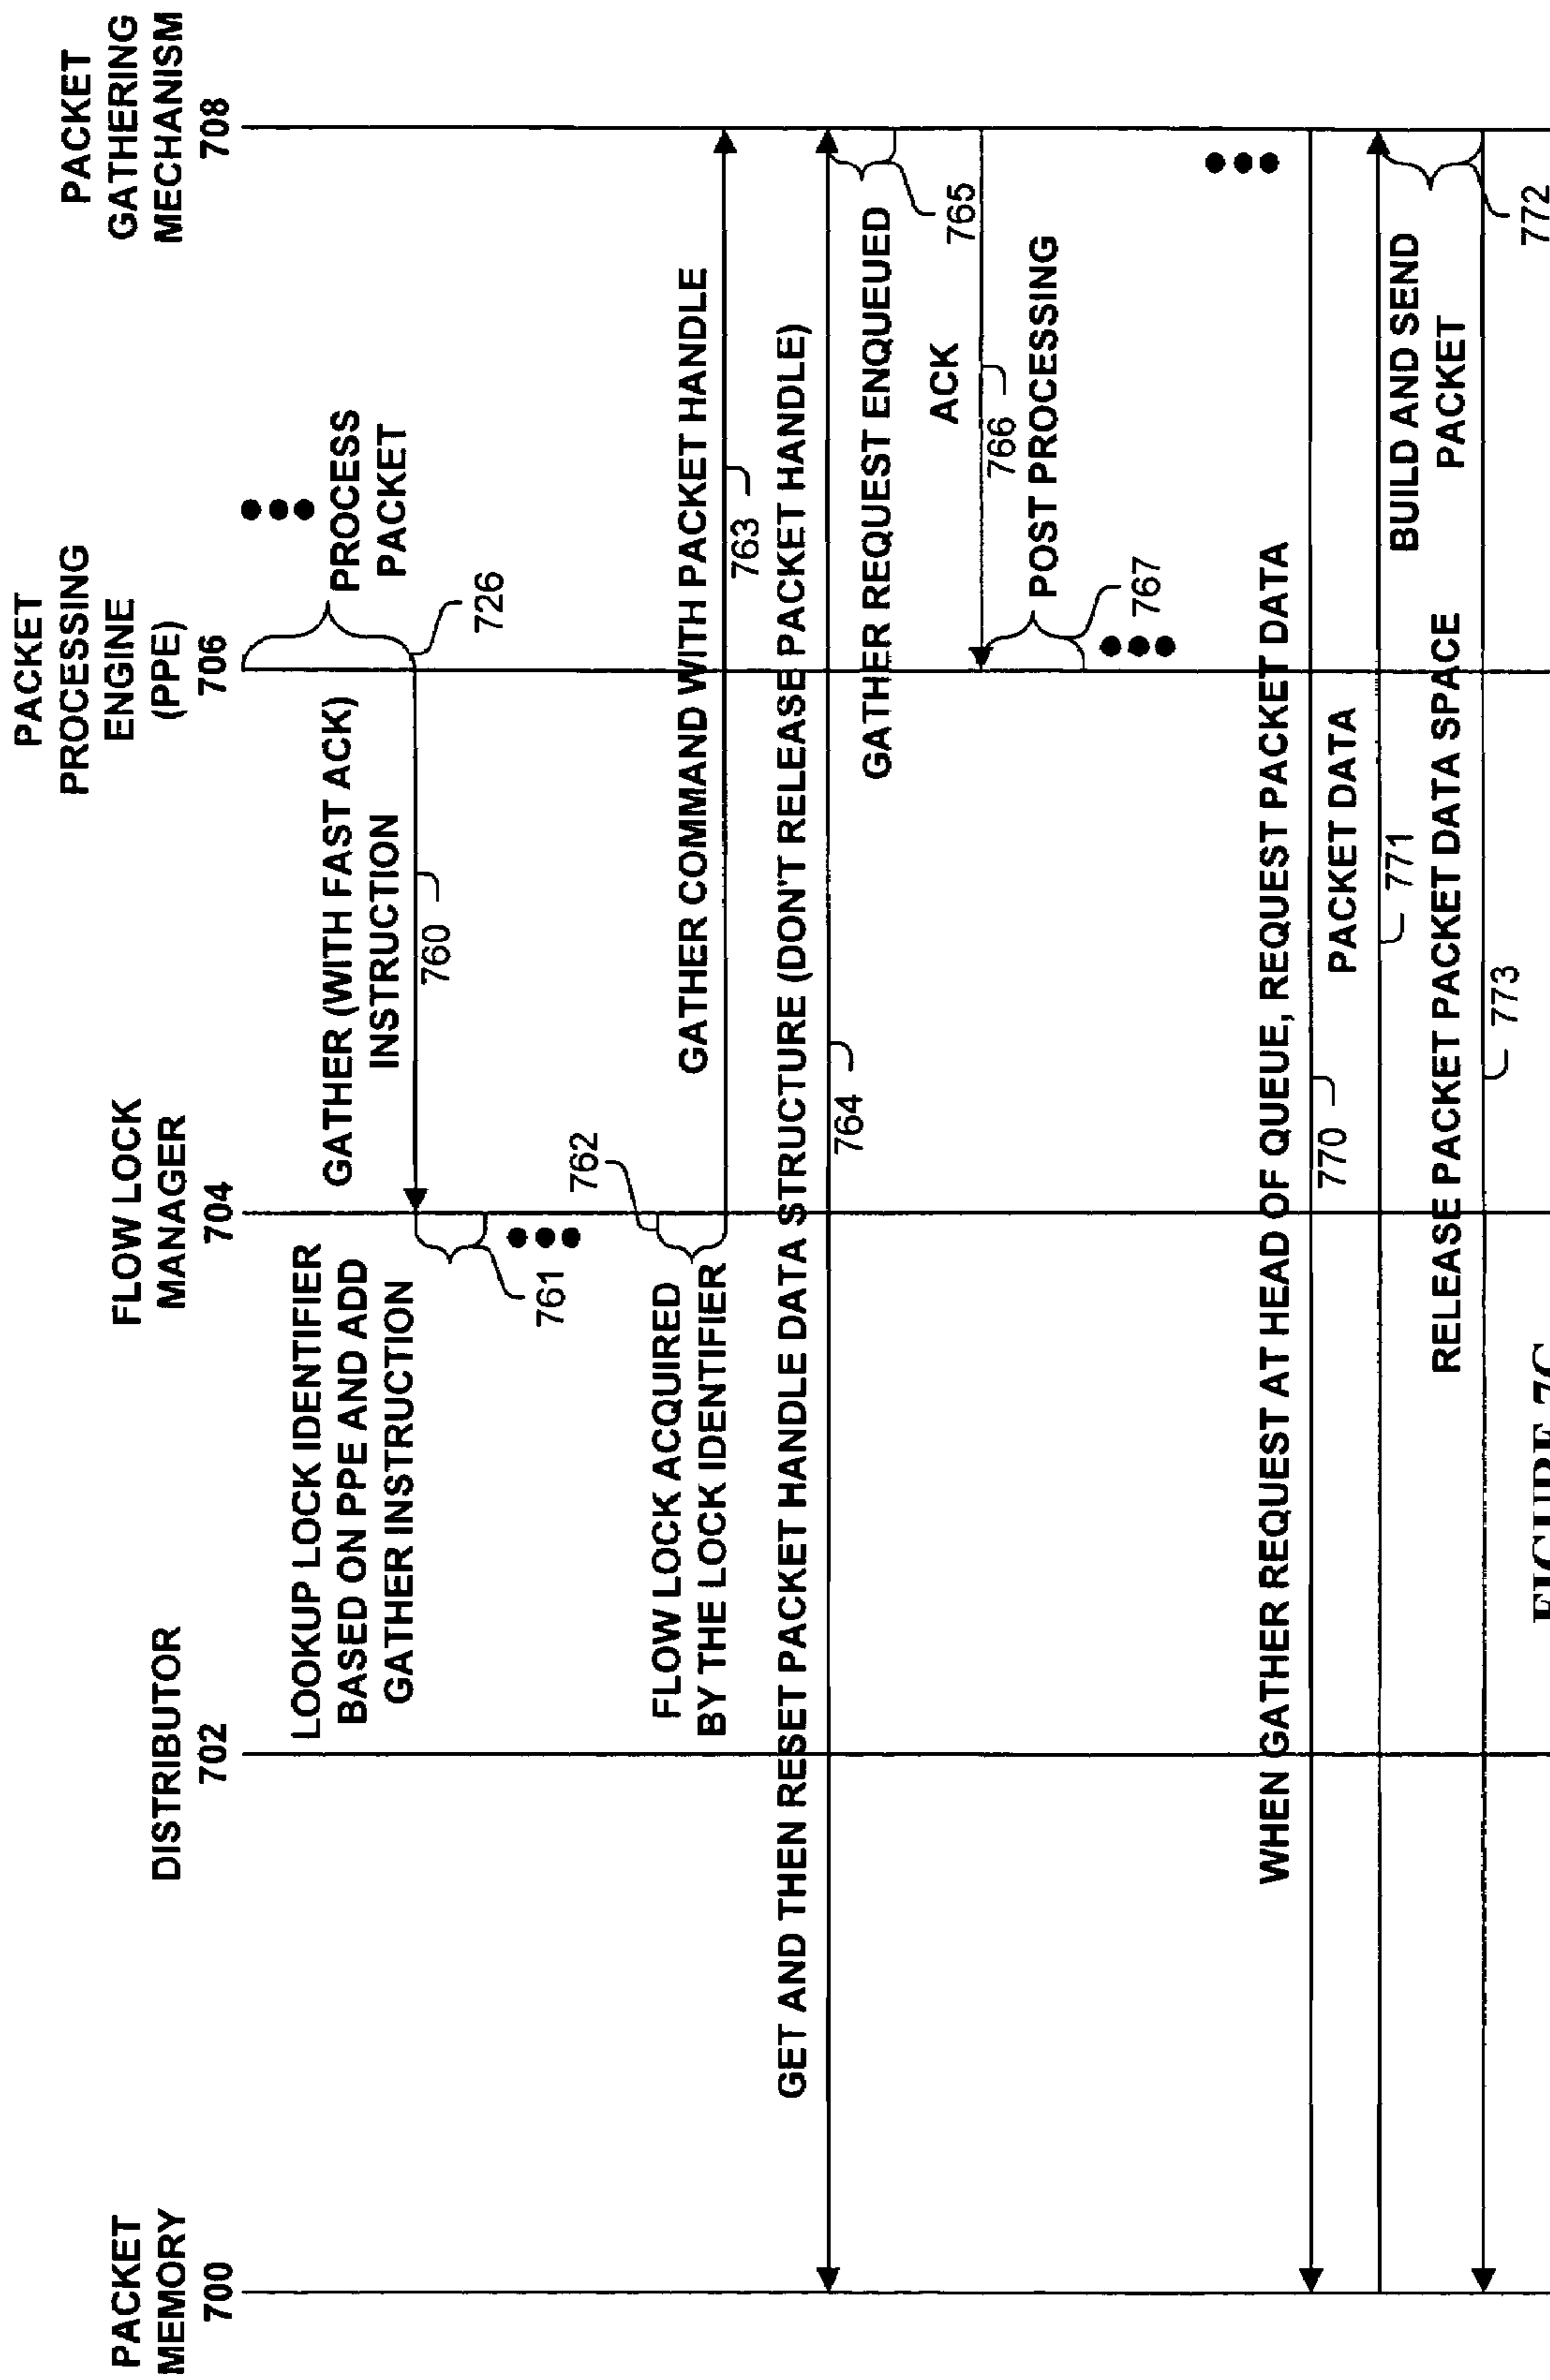 PACKET
MEMORY
700
DISTRIBUTOR
702
FLOW LOCK
MANAGER
704
PACKET
PROCESSING
ENGINE
(PPE)
706
PACKET
GATHERING
MECHANISM
708
PROCESS
PACKET
726
GATHER (WITH FAST ACK)
INSTRUCTION
760
LOOKUP LOCK IDENTIFIER
BASED ON PPE AND ADD
GATHER INSTRUCTION
761
762
FLOW LOCK ACQUIRED
BY THE LOCK IDENTIFIER
GATHER COMMAND WITH PACKET HANDLE
763
GET AND THEN RESET PACKET HANDLE DATA STRUCTURE (DON'T RELEASE PACKET HANDLE)
764
GATHER REQUEST ENQUEUED
765
ACK
766
POST PROCESSING
767
WHEN GATHER REQUEST AT HEAD OF QUEUE, REQUEST PACKET DATA
770
PACKET DATA
771
BUILD AND SEND
PACKET
772
RELEASE PACKET PACKET DATA SPACE
773
FIGURE 7C